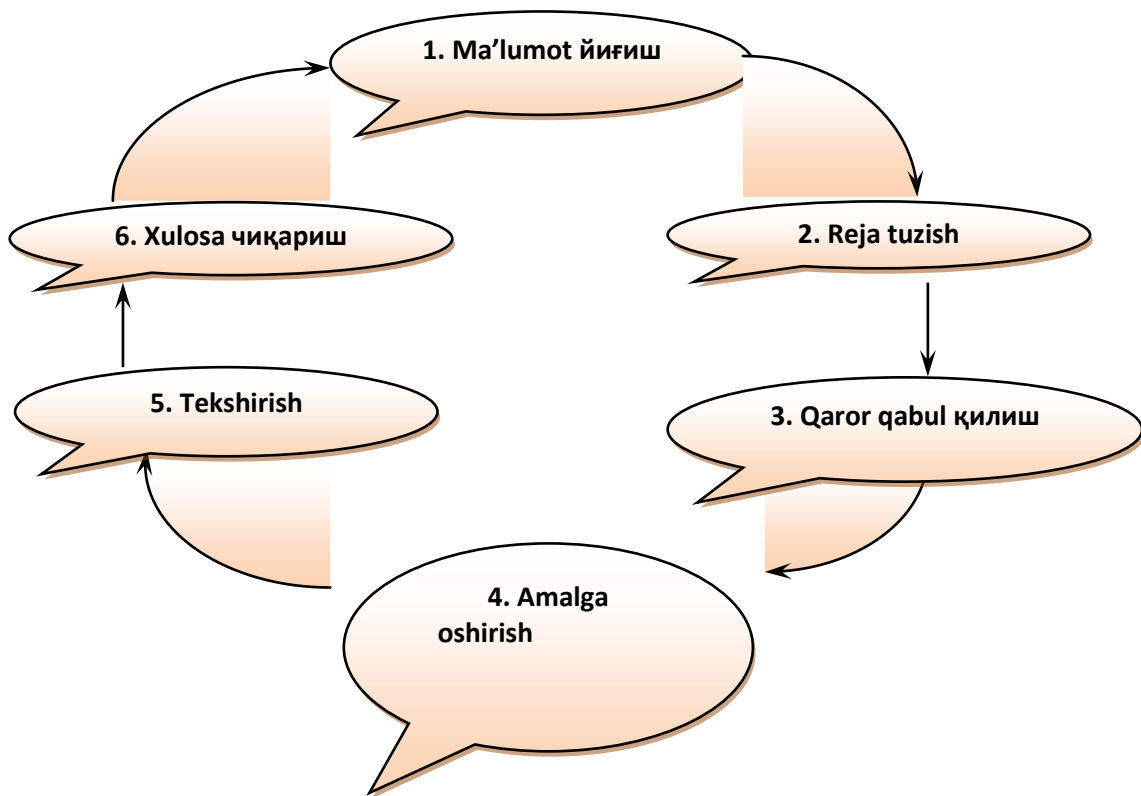 1. Ma’lumot йиғиш
2. Reja tuzish
3. Qaror qabul қилиш
4. Amalga
oshirish
5. Tekshirish
6. Xulosa чиқариш